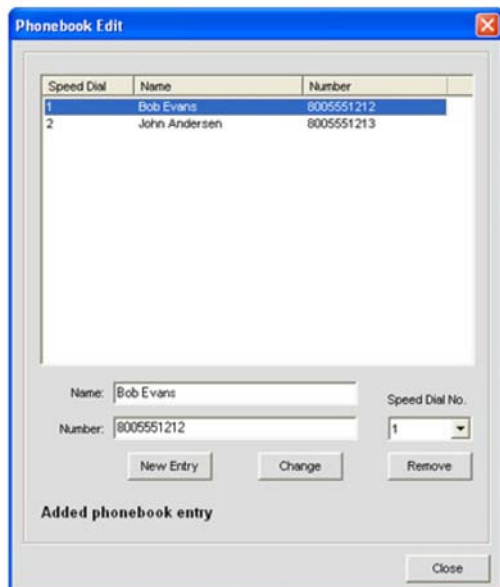 Phonebook Edit
Speed Dial Name Number
1 Bob Evans 8005551212
2 John Andersen 8005551213
Name: Bob Evans
Speed Dial No.
Number: 8005551212 1
New Entry Change Remove
Added phonebook entry
Close